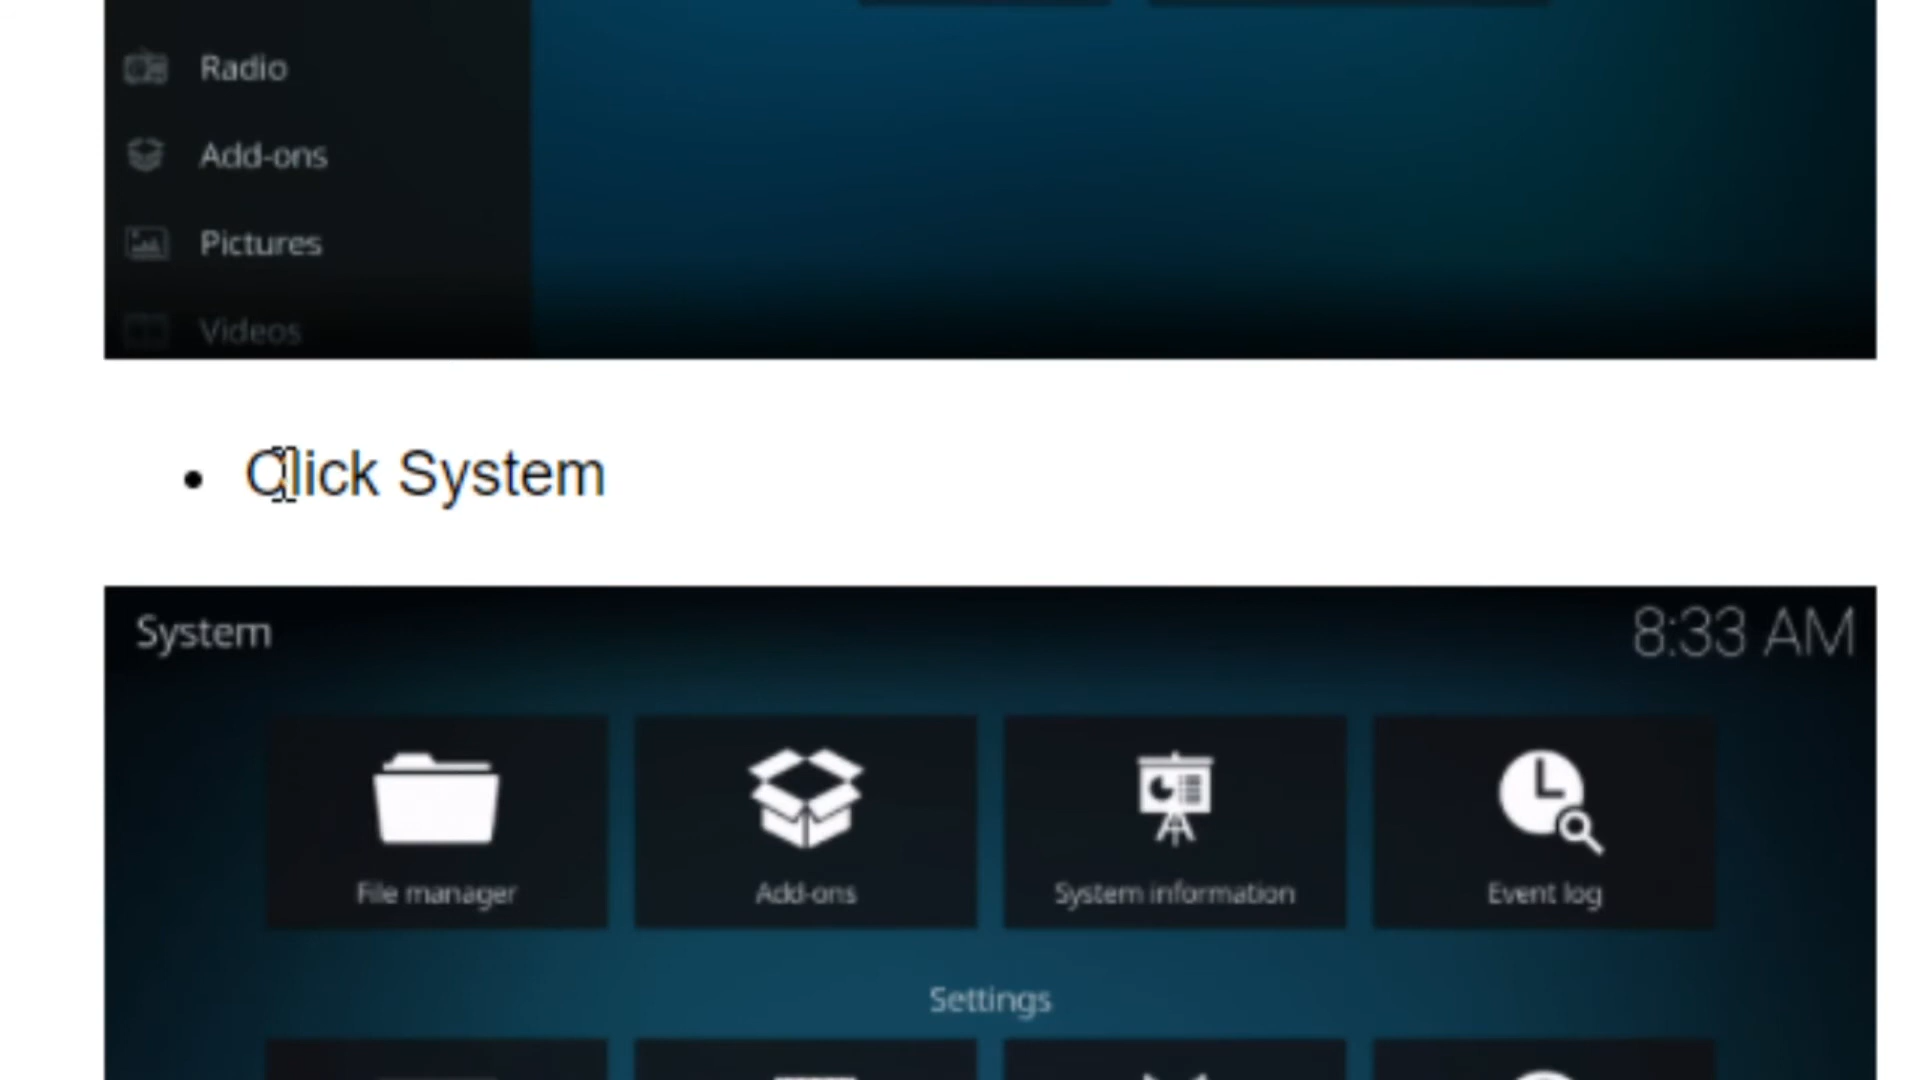 Radio
Add-ons
Pictures
Videos
• Click System
System
8:33 AM
File manager
Add-ons
System information
Event log
Settings